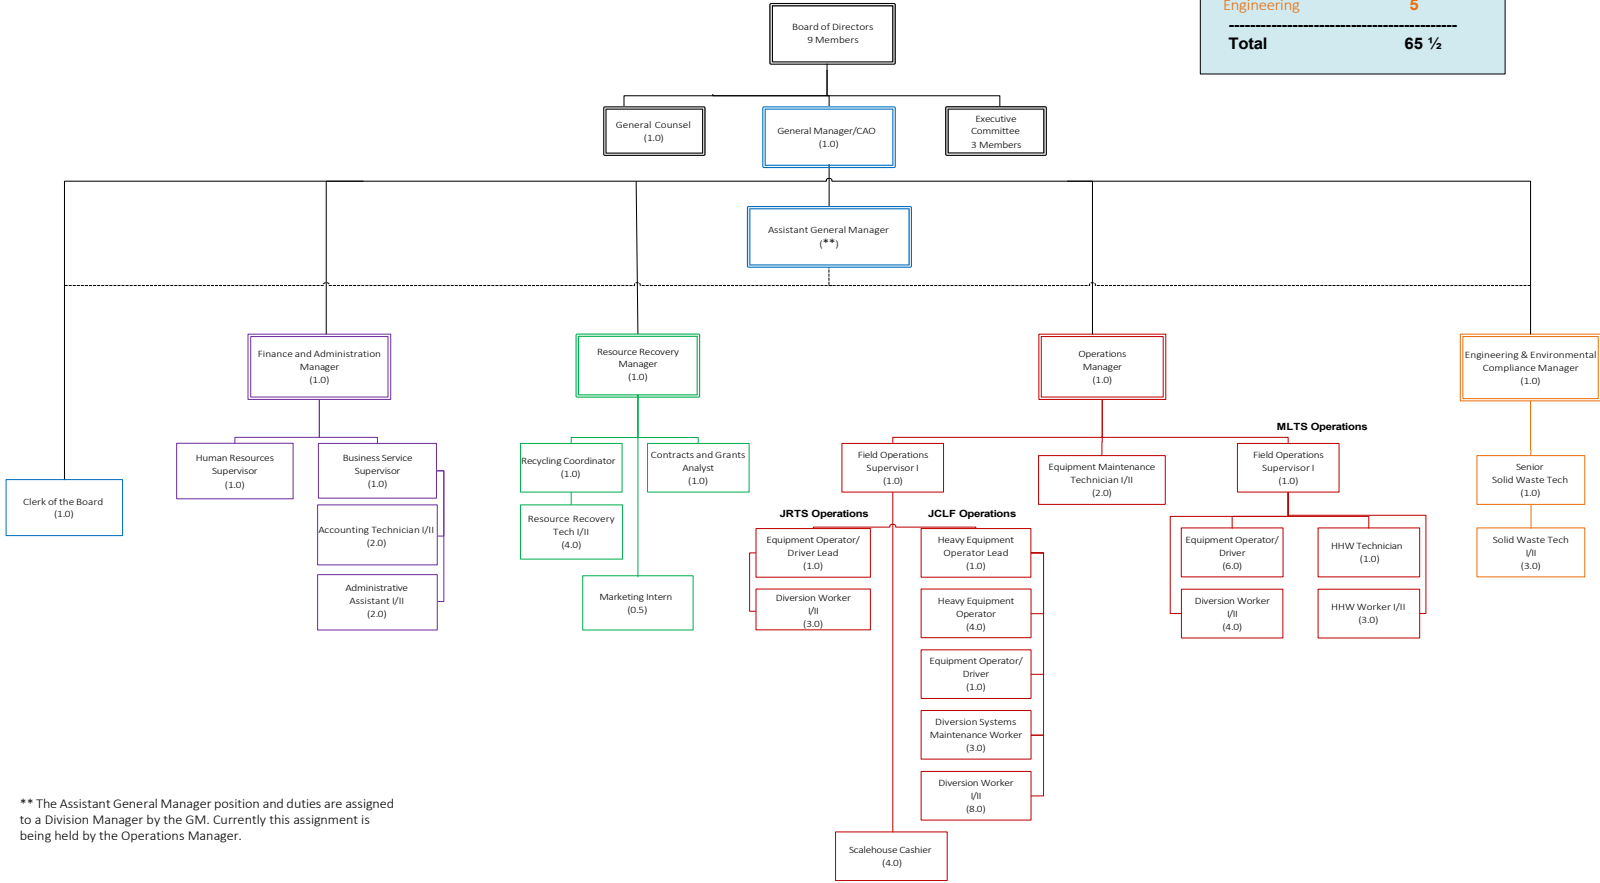 Engineering 5
-------------------------------------------
Total 65 ½
Board of Directors
9 Members
General Counsel
(1.0)
General Manager/CAO
(1.0)
Executive
Committee
3 Members
Assistant General Manager
(**)
Finance and Administration
Manager
(1.0)
Resource Recovery
Manager
(1.0)
Operations
Manager
(1.0)
Engineering & Environmental
Compliance Manager
(1.0)
Clerk of the Board
(1.0)
Human Resources
Supervisor
(1.0)
Business Service
Supervisor
(1.0)
Accounting Technician I/II
(2.0)
Administrative
Assistant I/II
(2.0)
Recycling Coordinator
(1.0)
Contracts and Grants
Analyst
(1.0)
Resource Recovery
Tech I/II
(4.0)
Marketing Intern
(0.5)
Field Operations
Supervisor I
(1.0)
Equipment Maintenance
Technician I/II
(2.0)
MLTS Operations
Field Operations
Supervisor I
(1.0)
JRTS Operations
Equipment Operator/
Driver Lead
(1.0)
Diversion Worker
I/II
(3.0)
JCLF Operations
Heavy Equipment
Operator Lead
(1.0)
Heavy Equipment
Operator
(4.0)
Equipment Operator/
Driver
(1.0)
Diversion Systems
Maintenance Worker
(3.0)
Diversion Worker
I/II
(8.0)
Scalehouse Cashier
(4.0)
Equipment Operator/
Driver
(6.0)
Diversion Worker
I/II
(4.0)
HHW Technician
(1.0)
HHW Worker I/II
(3.0)
Senior
Solid Waste Tech
(1.0)
Solid Waste Tech
I/II
(3.0)
** The Assistant General Manager position and duties are assigned
to a Division Manager by the GM. Currently this assignment is
being held by the Operations Manager.